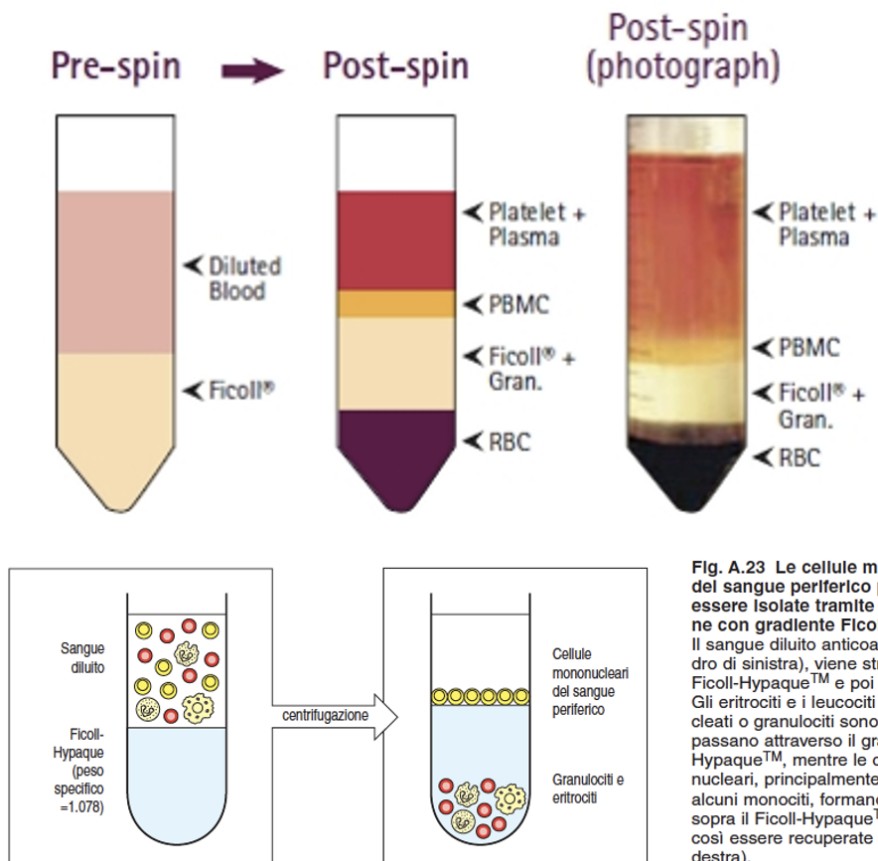 Pre-spin
Post-spin
Post-spin
(photograph)
Diluted
Blood
Ficoll®
Platelet +
Plasma
PBMC
Ficoll® +
Gran.
RBC
Platelet +
Plasma
PBMC
Ficoll® +
Gran.
RBC
Sangue
diluito
Ficoll-
Hypaque
(peso
specifico
=1.078)
centrifugazione
Cellule
mononucleari
del sangue
periferico
Granulociti e
eritrociti
Fig. A.23 Le cellule m
del sangue periferico p
essere isolate tramite
ne con gradiente Fico
Il sangue diluito anticoa
dro di sinistra), viene str
Ficoll-Hypaque™ e poi
Gli eritrociti e i leucociti
cleati o granulociti sono
passano attraverso il gra
Hypaque™, mentre le c
nucleari, principalmente
alcuni monociti, formano
sopra il Ficoll-Hypaque™
così essere recuperate
destra).